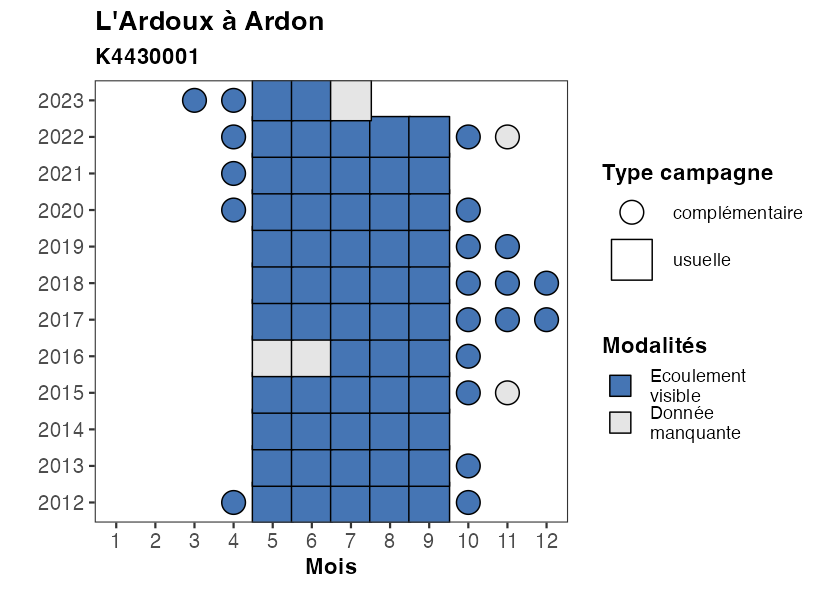 L'Ardoux à Ardon
K4430001
2023
2022
2021
2020
2019
2018
2017
2016
2015
2014
2013
2012
1 2 3 4 5 6 7 8 9 10 11 12
Mois
Type campagne
complémentaire
usuelle
Modalités
Ecoulement
visible
Donnée
manquante